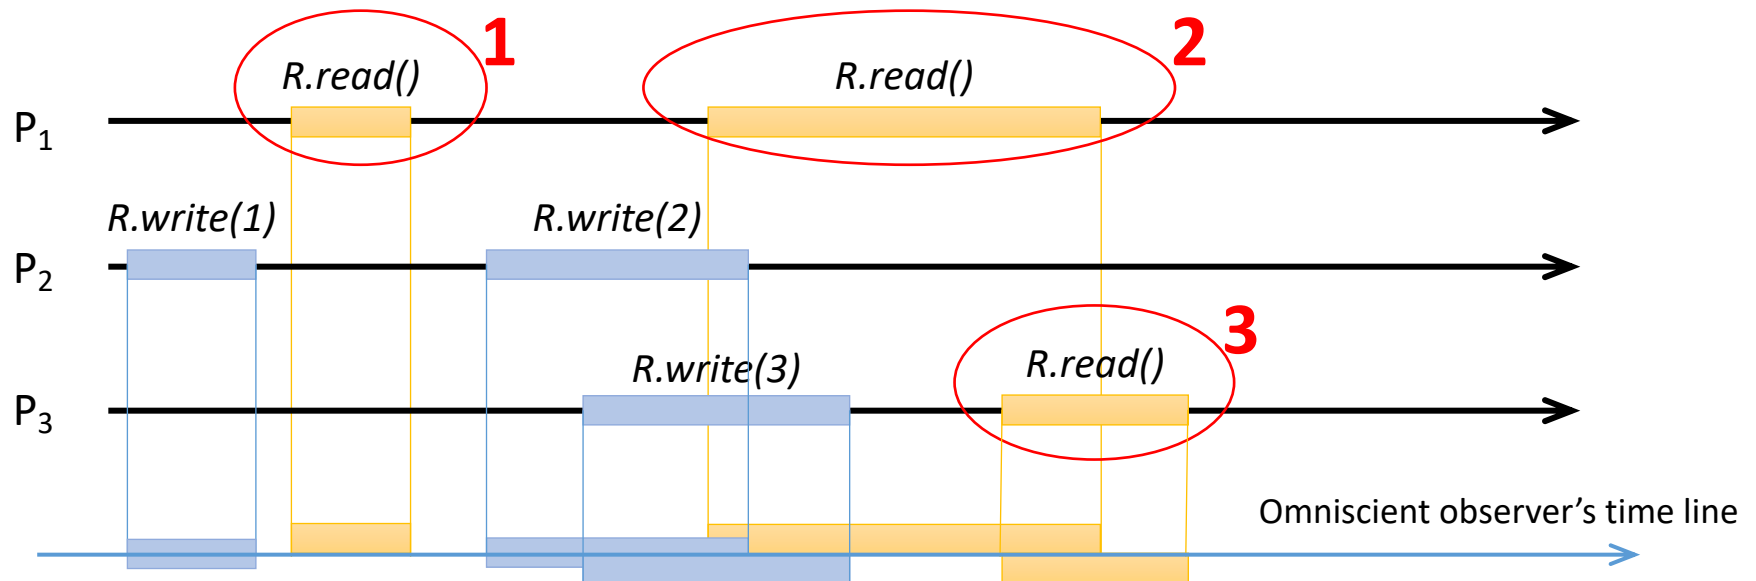 1
2
R.read()
R.read()
P1
R.write(1)
R.write(2)
P2
3
R.write(3)
R.read()
P3
Omniscient observer's time line